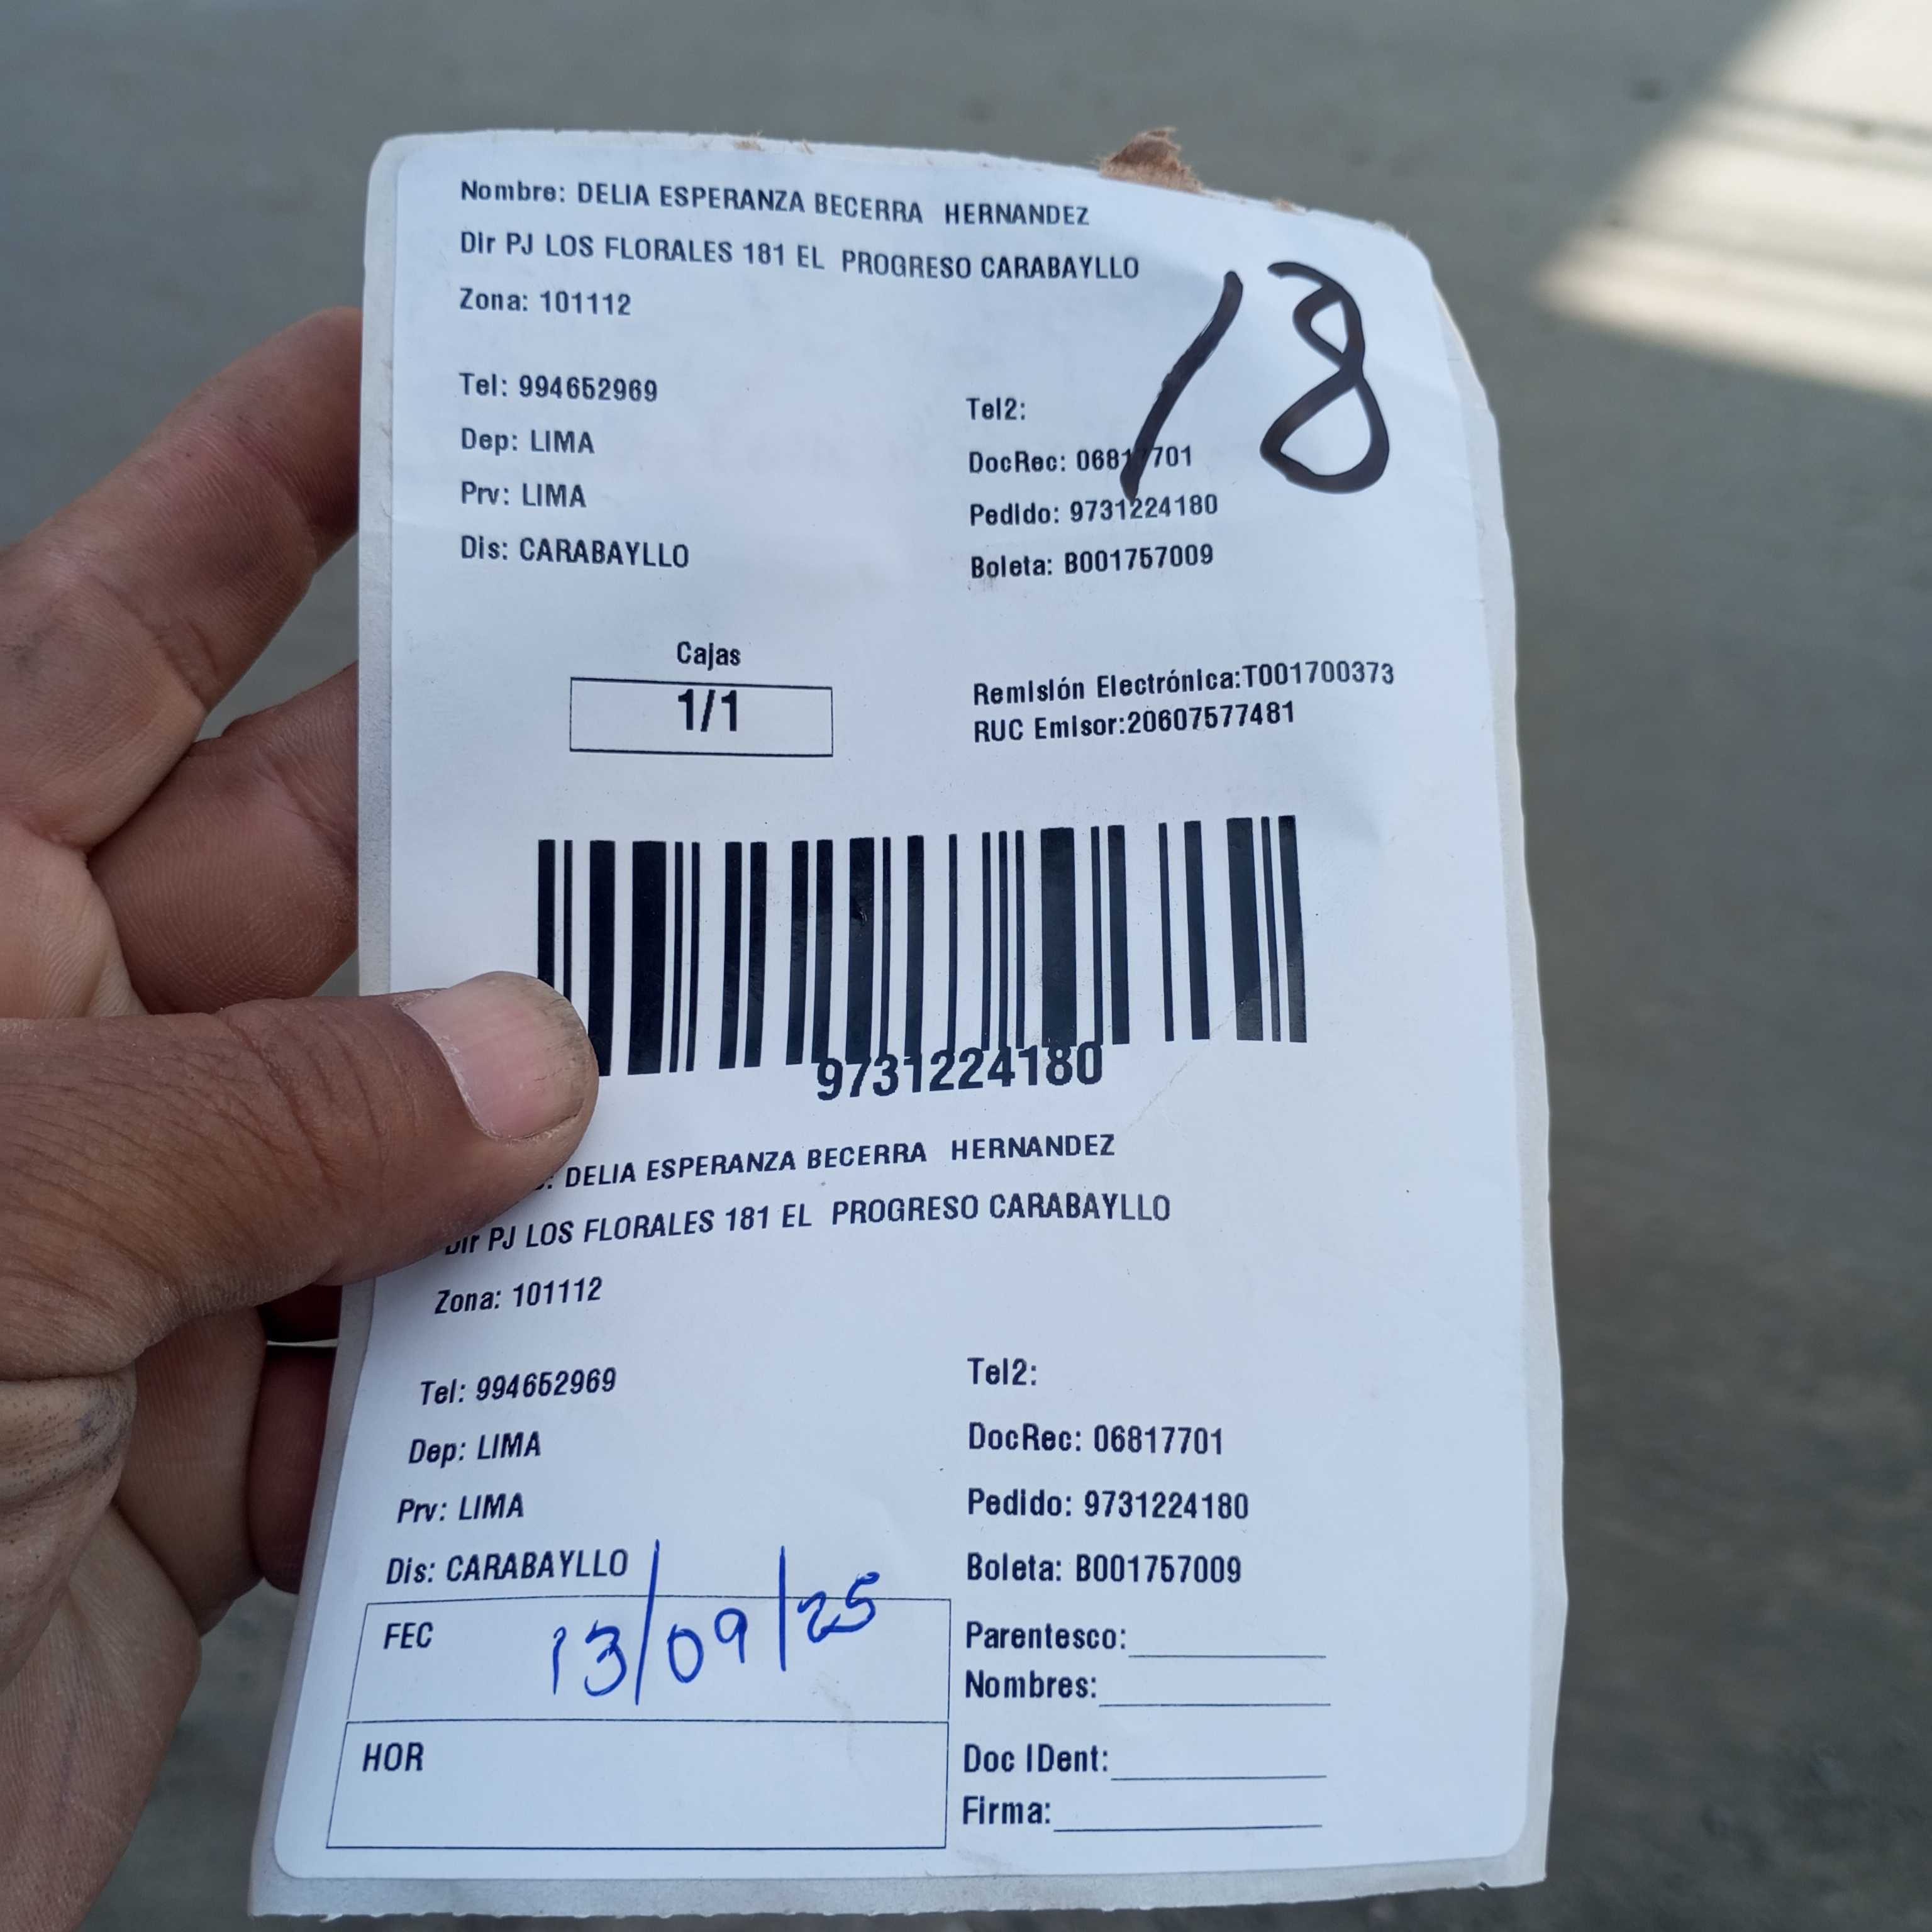 Nombre: DELIA ESPERANZA BECERRA HERNANDEZ
Dir PJ LOS FLORALES 181 EL PROGRESO CARABAYLLO
18
Zona: 101112
Tel: 994652969
Tel2:
Dep: LIMA
DocRec: 06817701
Prv: LIMA
Pedido: 9731224180
Dis: CARABAYLLO
Boleta: B001757009
Cajas
1/1
Remisión Electrónica:T001700373
RUC Emisor:20607577481
9731224180
: DELIA ESPERANZA BECERRA HERNANDEZ
Dir PJ LOS FLORALES 181 EL PROGRESO CARABAYLLO
Zona: 101112
Tel: 994652969
Tel2:
Dep: LIMA
DocRec: 06817701
Prv: LIMA
Pedido: 9731224180
Dis: CARABAYLLO
Boleta: B001757009
FEC 13/09/25
Parentesco:
Nombres:
HOR
Doc IDent:
Firma: